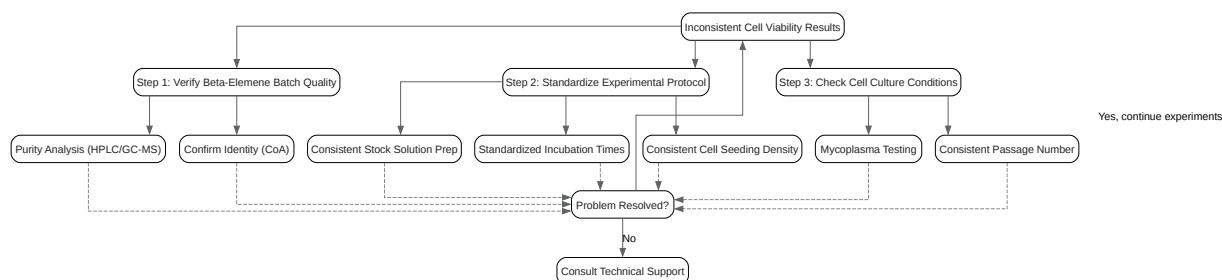 Inconsistent Cell Viability Results
Step 1: Verify Beta-Elemene Batch Quality
Step 2: Standardize Experimental Protocol
Step 3: Check Cell Culture Conditions
Yes, continue experiments
Purity Analysis (HPLC/GC-MS)
Confirm Identity (CoA)
Consistent Stock Solution Prep
Standardized Incubation Times
Consistent Cell Seeding Density
Mycoplasma Testing
Consistent Passage Number
Problem Resolved?
No
Consult Technical Support